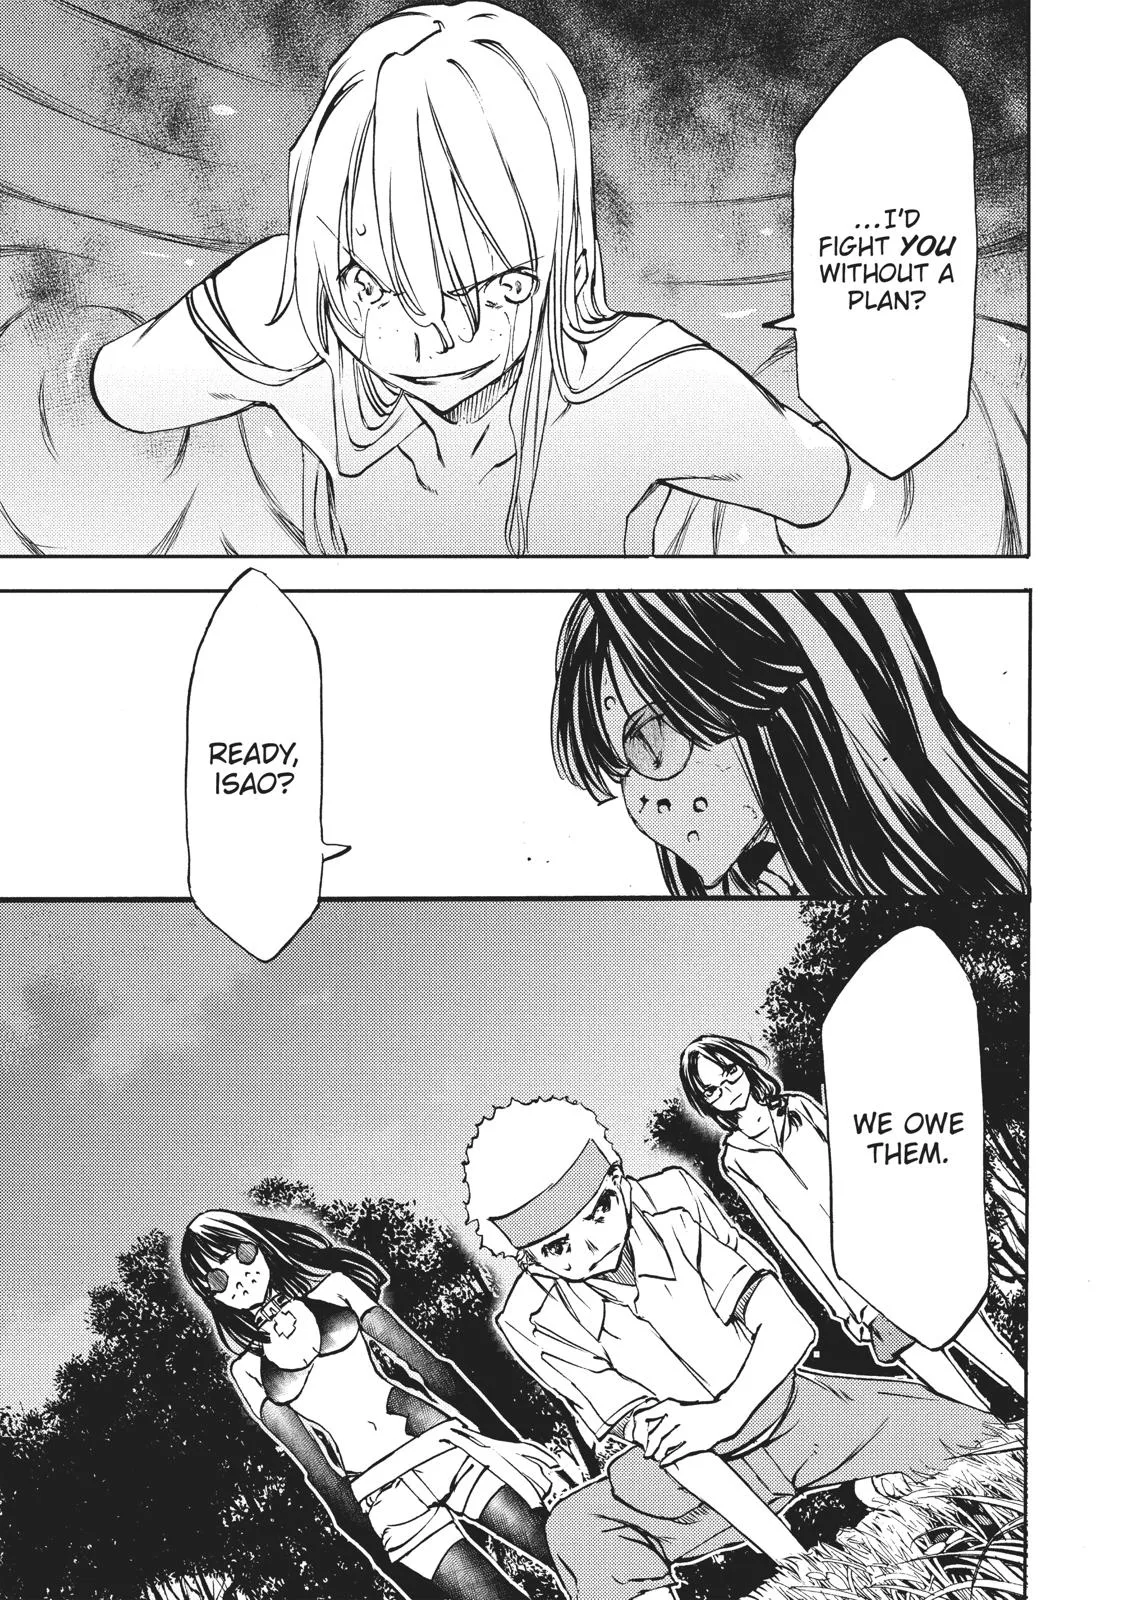 ...I'D
FIGHT YOU
WITHOUT A
PLAN?
READY,
ISAO?
WE OWE
THEM.